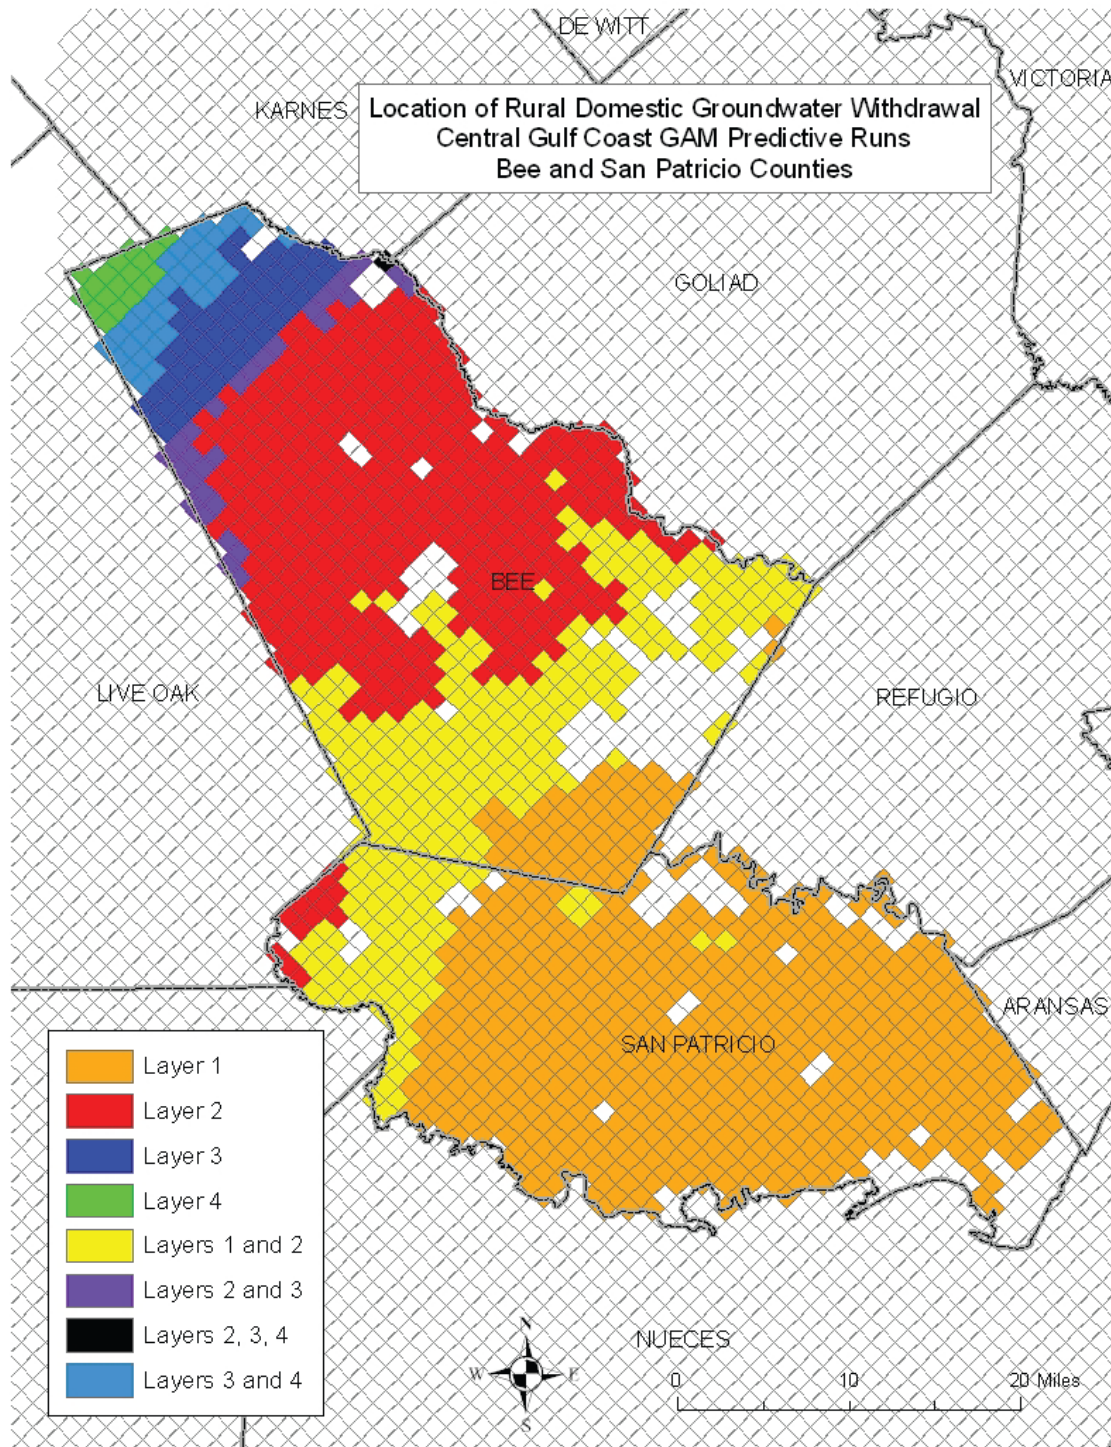 DE WITT
VICTORIA
KARNES
Location of Rural Domestic Groundwater Withdrawal
Central Gulf Coast GAM Predictive Runs
Bee and San Patricio Counties
GOLIAD
BEE
LIVE OAK
REFUGIO
ARANSAS
SAN PATRICIO
Layer 1
Layer 2
Layer 3
Layer 4
Layers 1 and 2
Layers 2 and 3
Layers 2, 3, 4
Layers 3 and 4
N
W E
S
NUECES
0 10 20 Miles